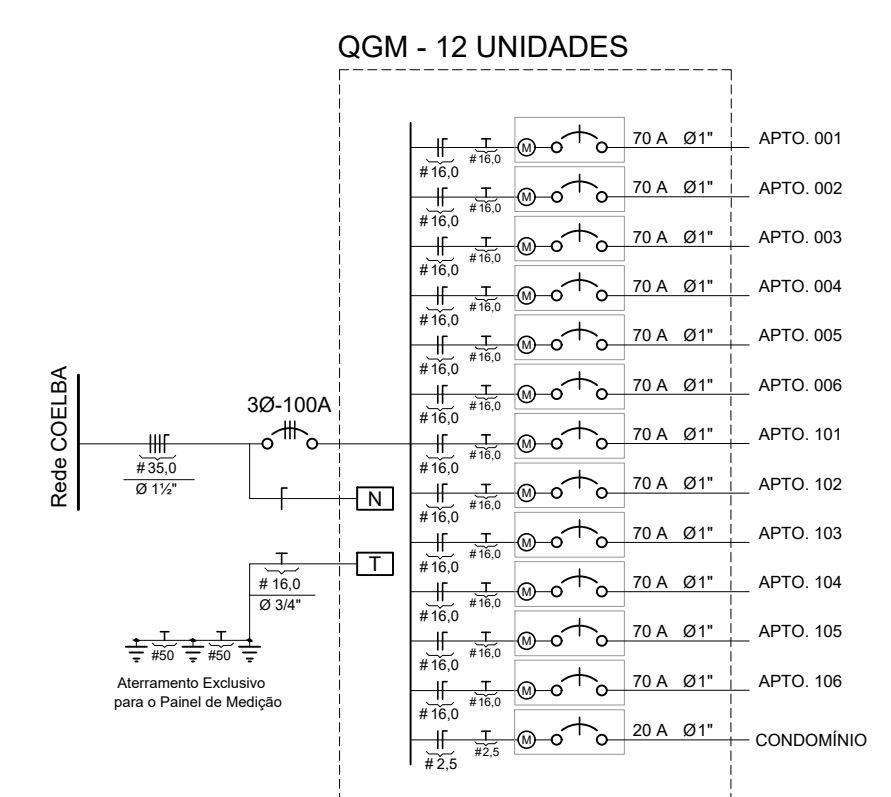 QGM - 12 UNIDADES
70 A Ø1" APTO. 001
#16,0 #16,0 M
70 A Ø1" APTO. 002
#16,0 #16,0 M
70 A Ø1" APTO. 003
#16,0 #16,0 M
70 A Ø1" APTO. 004
#16,0 #16,0 M
70 A Ø1" APTO. 005
#16,0 #16,0 M
70 A Ø1" APTO. 006
#16,0 #16,0 M
70 A Ø1" APTO. 101
#16,0 #16,0 M
70 A Ø1" APTO. 102
#16,0 #16,0 M
70 A Ø1" APTO. 103
#16,0 #16,0 M
70 A Ø1" APTO. 104
#16,0 #16,0 M
70 A Ø1" APTO. 105
#16,0 #16,0 M
70 A Ø1" APTO. 106
#16,0 #16,0 M
20 A Ø1" CONDOMÍNIO
#2,5 #2,5 M
Rede COELBA
3Ø-100A
#35,0
Ø 1½"
N
T
# 16,0
Ø 3/4"
#50 #50
Aterramento Exclusivo
para o Painel de Medição